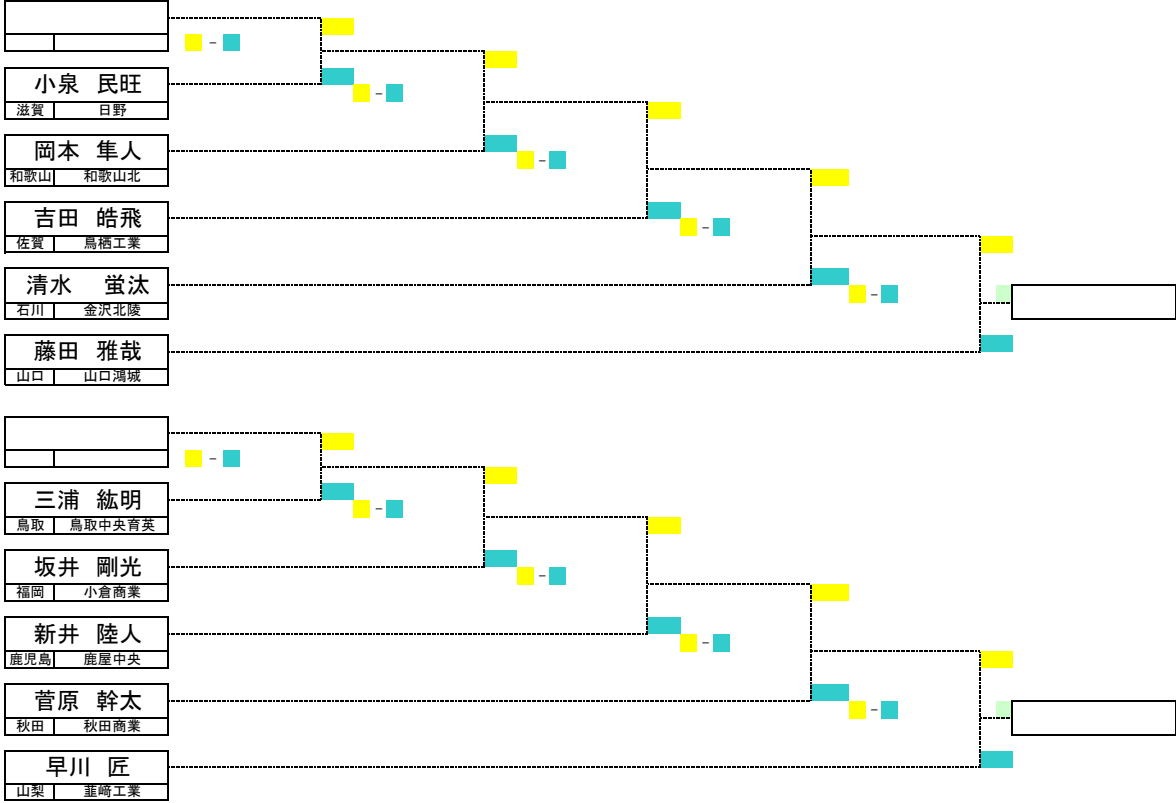 －
小泉　民旺
滋賀　日野
－
岡本　隼人
和歌山　和歌山北
－
吉田　皓飛
佐賀　鳥栖工業
－
清水　蛍汰
石川　金沢北陵
－
藤田　雅哉
山口　山口鴻城
－
三浦　紘明
鳥取　鳥取中央育英
－
坂井　剛光
福岡　小倉商業
－
新井　陸人
鹿児島　鹿屋中央
－
菅原　幹太
秋田　秋田商業
－
早川　匠
山梨　韮﨑工業